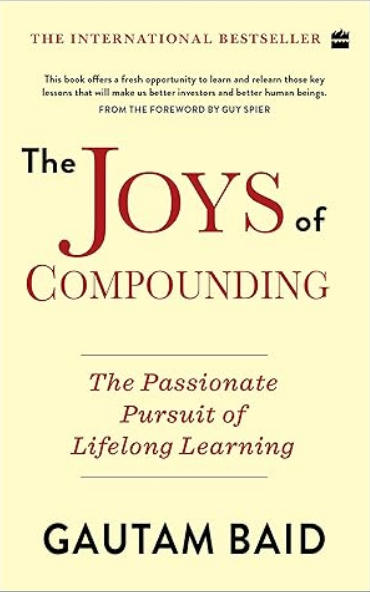 THE INTERNATIONAL BESTSELLER
This book offers a fresh opportunity to learn and relearn those key
lessons that will make us better investors and better human beings.
FROM THE FOREWORD BY GUY SPIER
The JOYS of
COMPOUNDING
The Passionate
Pursuit of
Lifelong Learning
GAUTAM BAID